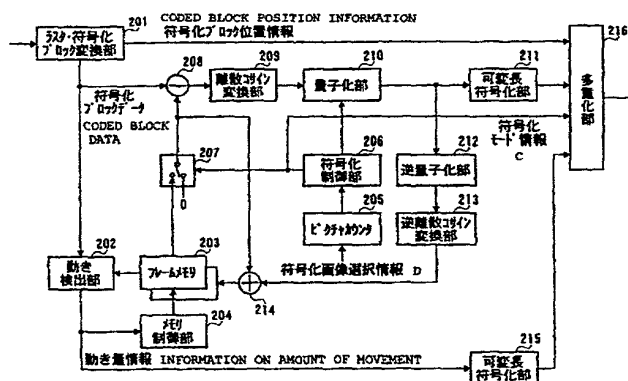 201
ラスタ・符号化
ブロック変換部
CODED BLOCK POSITION INFORMATION
符号化ブロック位置情報
216
多重化部
208
209
離散コサイン
変換部
210
量子化部
211
可変長
符号化部
符号化
ブロックデータ
CODED BLOCK
DATA
207
0
206
符号化
制御部
212
逆量子化部
符号化
モード情報
C
205
ピクチャカウンタ
213
逆離散コサイン
変換部
202
動き
検出部
203
フレームメモリ
214
符号化画像選択情報 D
204
メモリ
制御部
動き量情報 INFORMATION ON AMOUNT OF MOVEMENT
215
可変長
符号化部